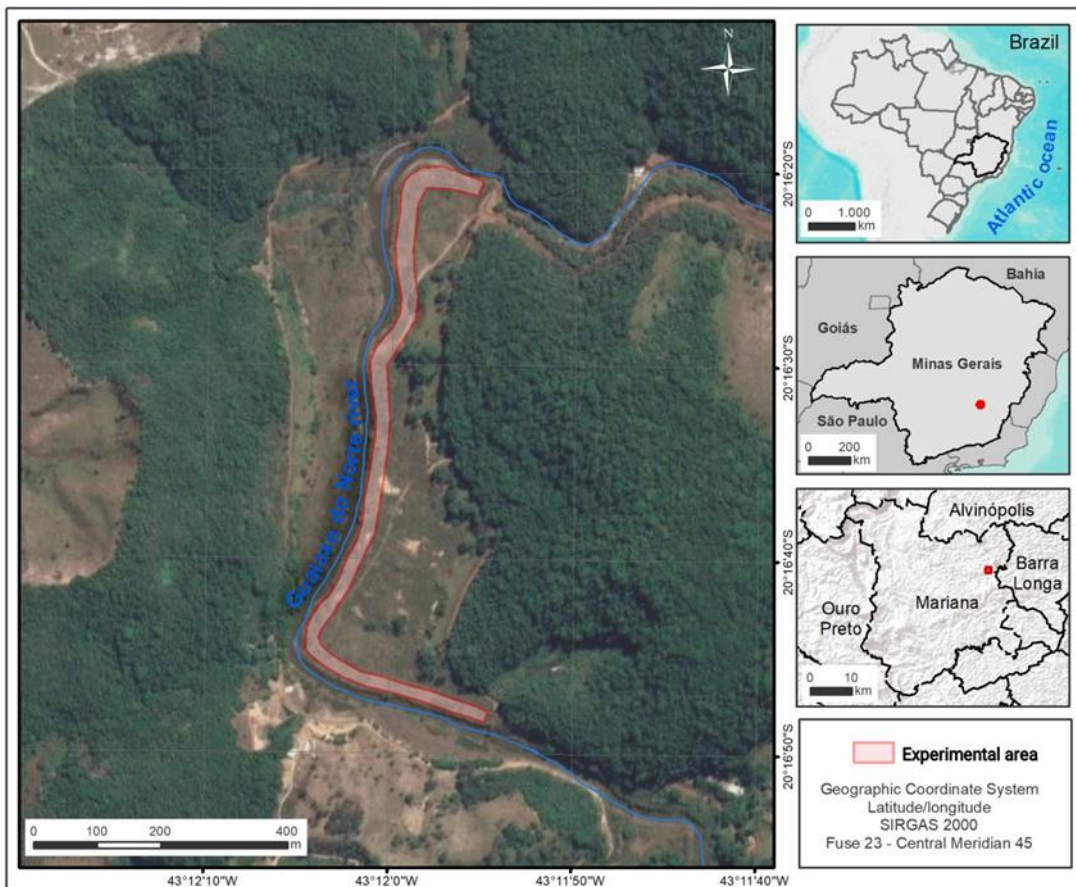 N
20°16'20"S
20°16'30"S
20°16'40"S
20°16'50"S
Gualaxo do Norte river
0 100 200 400
m
43°12'10"W 43°12'0"W 43°11'50"W 43°11'40"W
Brazil
Atlantic ocean
0 1.000
km
Bahia
Goiás
Minas Gerais
São Paulo
0 200
km
Alvinópolis
Barra
Longa
Mariana
Ouro
Preto
0 10
km
Experimental area
Geographic Coordinate System
Latitude/longitude
SIRGAS 2000
Fuse 23 - Central Meridian 45